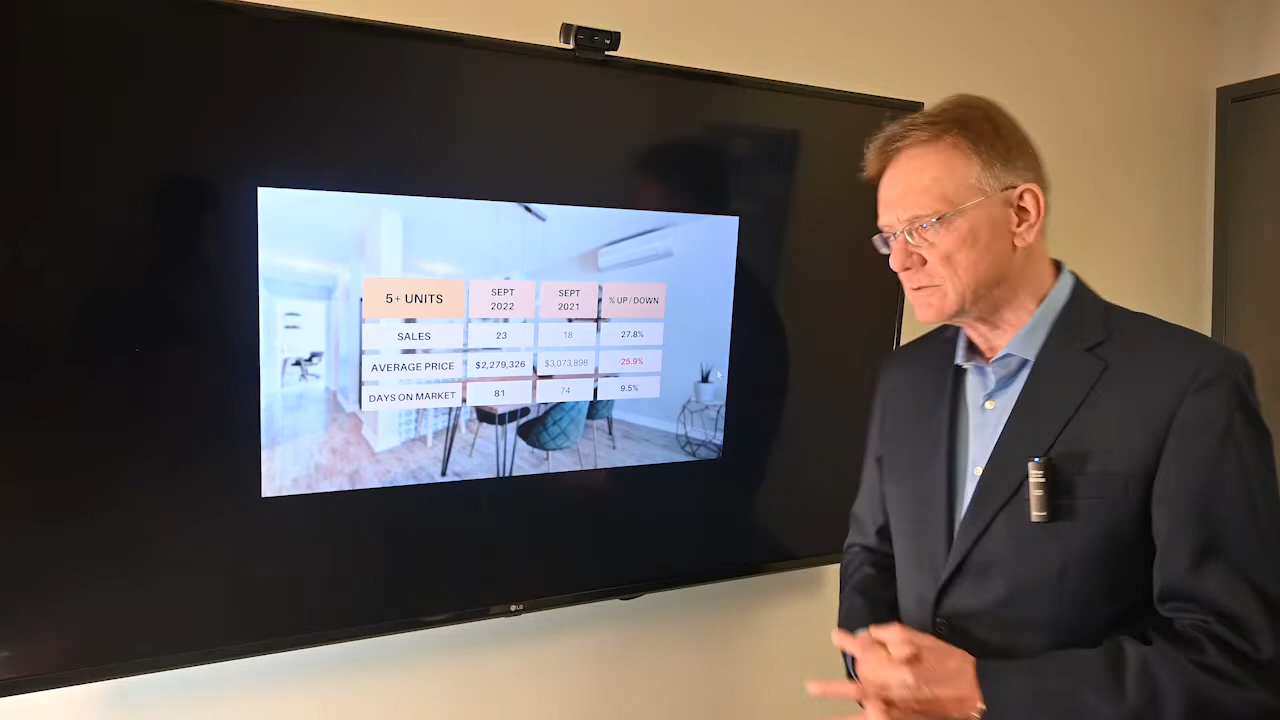 5+ UNITS SEPT 2022 SEPT 2021 % UP / DOWN
SALES 23 18 27.8%
AVERAGE PRICE $2,279,326 $3,073,898 -25.9%
DAYS ON MARKET 81 74 9.5%
LG